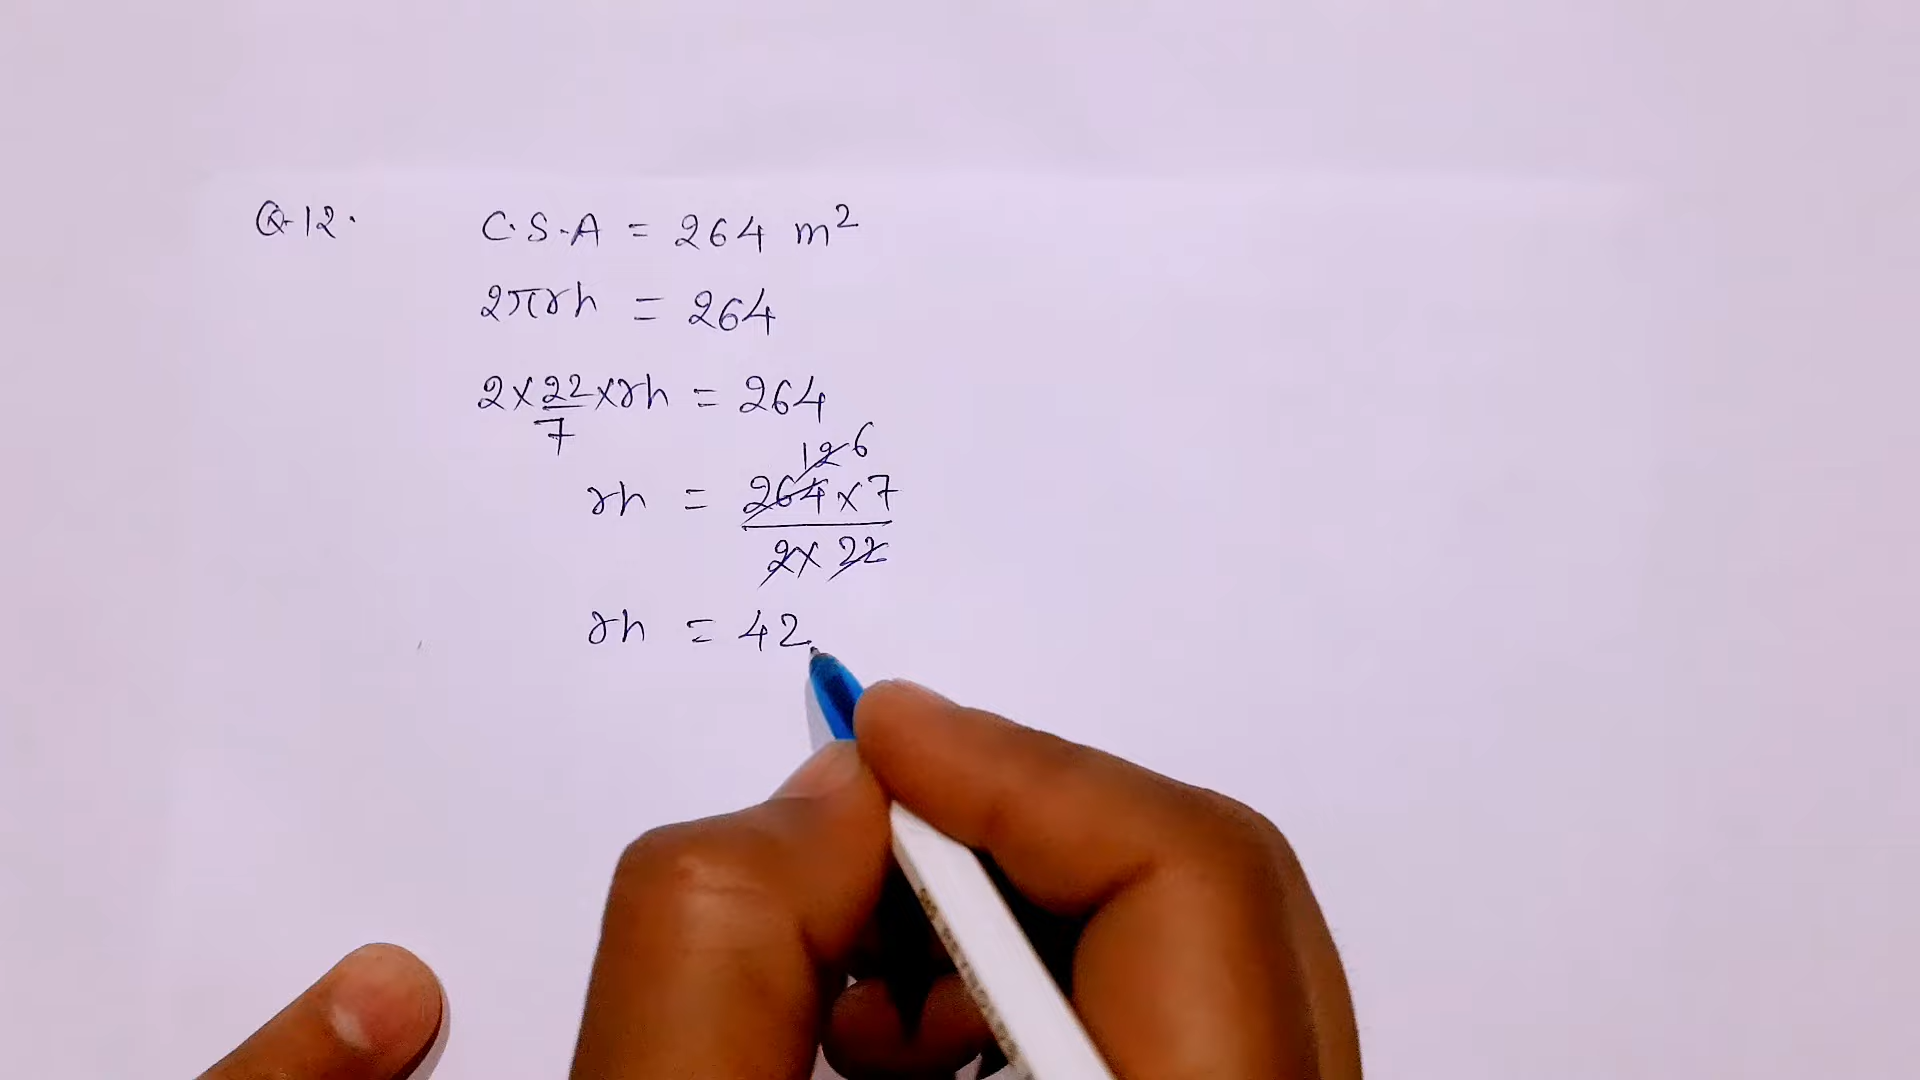 Q.12. C.S.A = 264 m²
2πrh = 264
2 × 22/7 × rh = 264
12 6
rh = 264 × 7 / 2 × 22
rh = 42